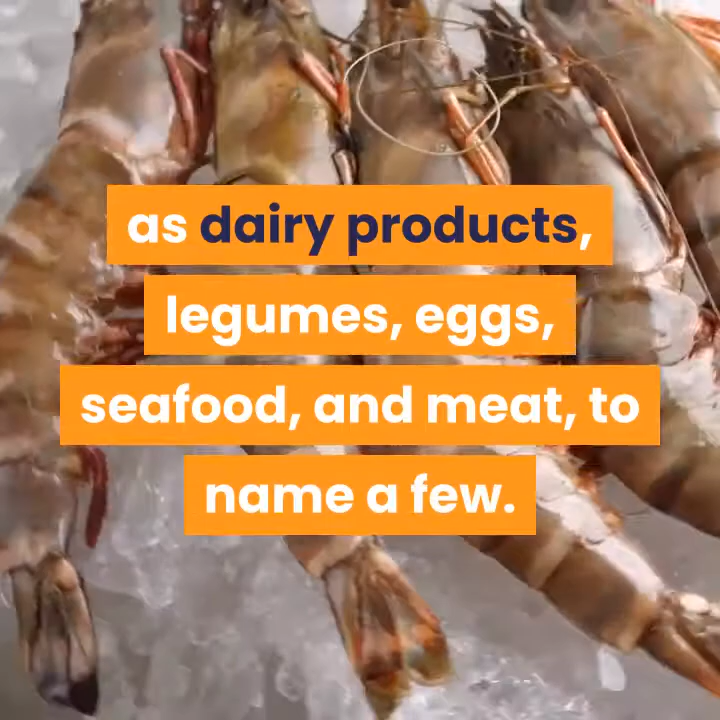 as dairy products,
legumes, eggs,
seafood, and meat, to
name a few.